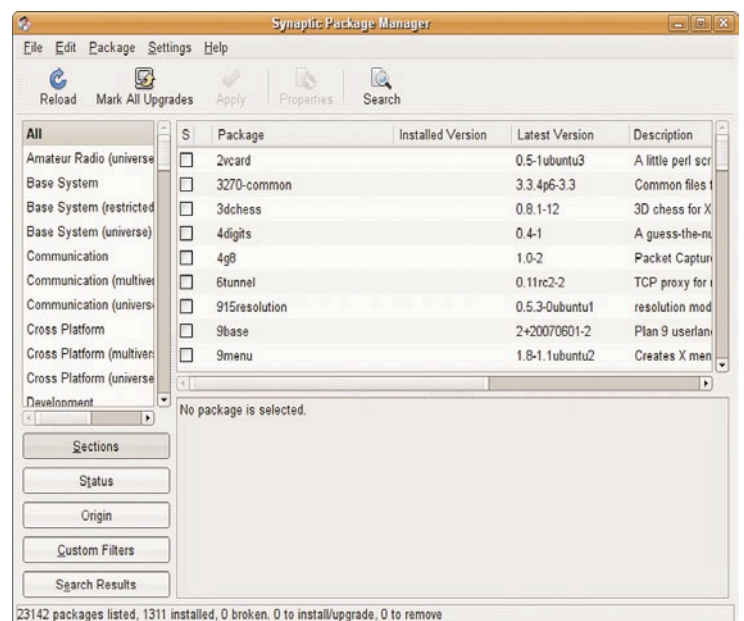 Synaptic Package Manager
File Edit Package Settings Help
Reload Mark All Upgrades Apply Properties Search
All
Amateur Radio (universe
Base System
Base System (restricted
Base System (universe)
Communication
Communication (multiver
Communication (universe
Cross Platform
Cross Platform (multivers
Cross Platform (universe
Development
S Package Installed Version Latest Version Description
2vcard 0.5-1ubuntu3 A little perl scr
3270-common 3.3.4p6-3.3 Common files
3dchess 0.8.1-12 3D chess for X
4digits 0.4-1 A guess-the-nu
4g8 1.0-2 Packet Captur
6tunnel 0.11rc2-2 TCP proxy for
915resolution 0.5.3-0ubuntu1 resolution mod
9base 2+20070601-2 Plan 9 userlan
9menu 1.8-1.1ubuntu2 Creates X men
No package is selected.
Sections
Status
Origin
Custom Filters
Search Results
23142 packages listed, 1311 installed, 0 broken. 0 to install/upgrade, 0 to remove